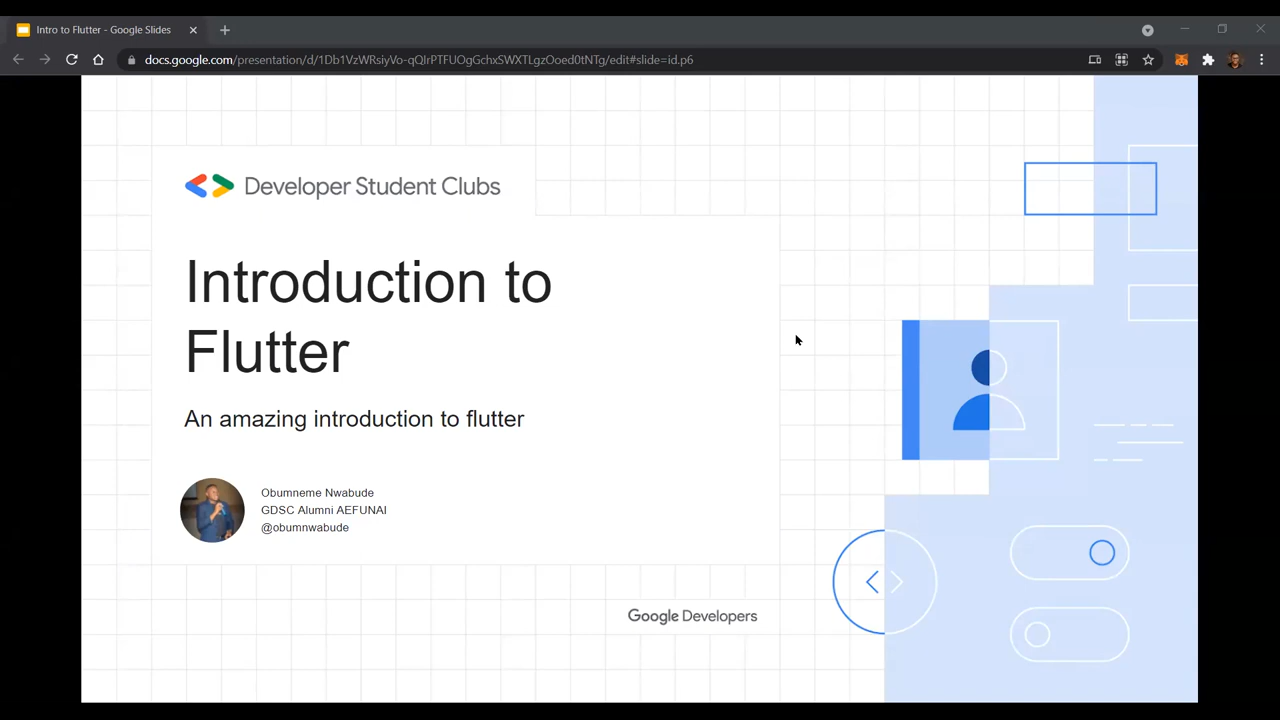 Intro to Flutter - Google Slides
docs.google.com/presentation/d/1Db1VzWRsiyVo-qQIrPTFUOgGchxSWXTLgzOoed0tNTg/edit#slide=id.p6
Developer Student Clubs
Introduction to
Flutter
An amazing introduction to flutter
Obumneme Nwabude
GDSC Alumni AEFUNAI
@obumnwabude
Google Developers